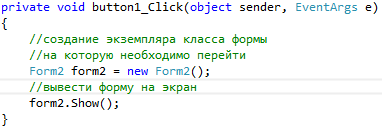 private void button1_Click(object sender, EventArgs e)
{
    //создание экземпляра класса формы
    //на которую необходимо перейти
    Form2 form2 = new Form2();
    //вывести форму на экран
    form2.Show();
}